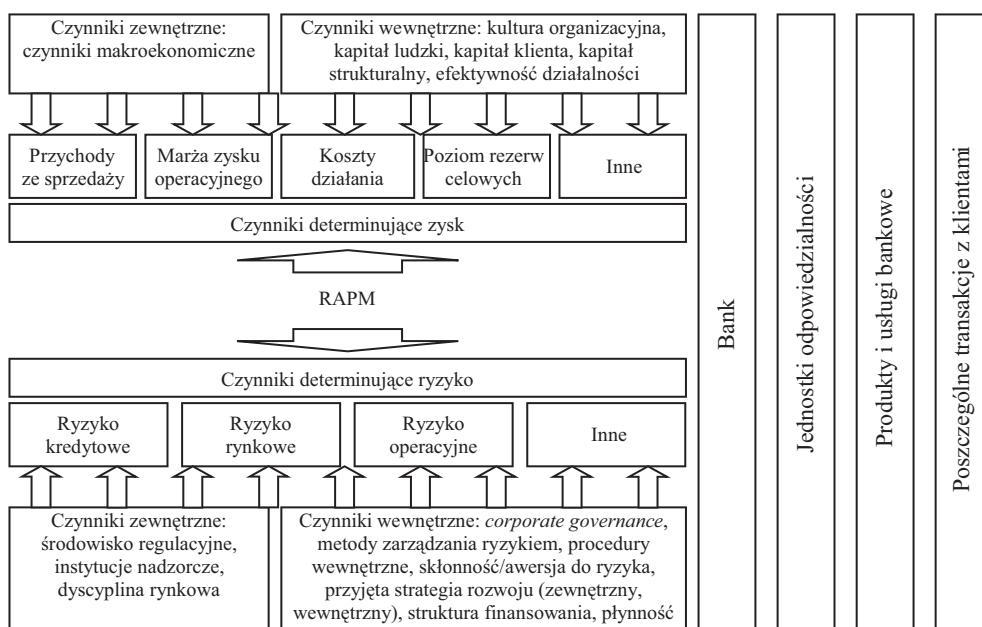 Czynniki zewnętrzne:
czynniki makroekonomiczne
Czynniki wewnętrzne: kultura organizacyjna,
kapitał ludzki, kapitał klienta, kapitał
strukturalny, efektywność działalności
Przychody
ze sprzedaży
Marża zysku
operacyjnego
Koszty
działania
Poziom rezerw
celowych
Inne
Czynniki determinujące zysk
RAPM
Czynniki determinujące ryzyko
Ryzyko
kredytowe
Ryzyko
rynkowe
Ryzyko
operacyjne
Inne
Czynniki zewnętrzne:
środowisko regulacyjne,
instytucje nadzorcze,
dyscyplina rynkowa
Czynniki wewnętrzne: corporate governance,
metody zarządzania ryzykiem, procedury
wewnętrzne, skłonność/awersja do ryzyka,
przyjęta strategia rozwoju (zewnętrzny,
wewnętrzny), struktura finansowania, płynność
Bank
Jednostki odpowiedzialności
Produkty i usługi bankowe
Poszczególne transakcje z klientami